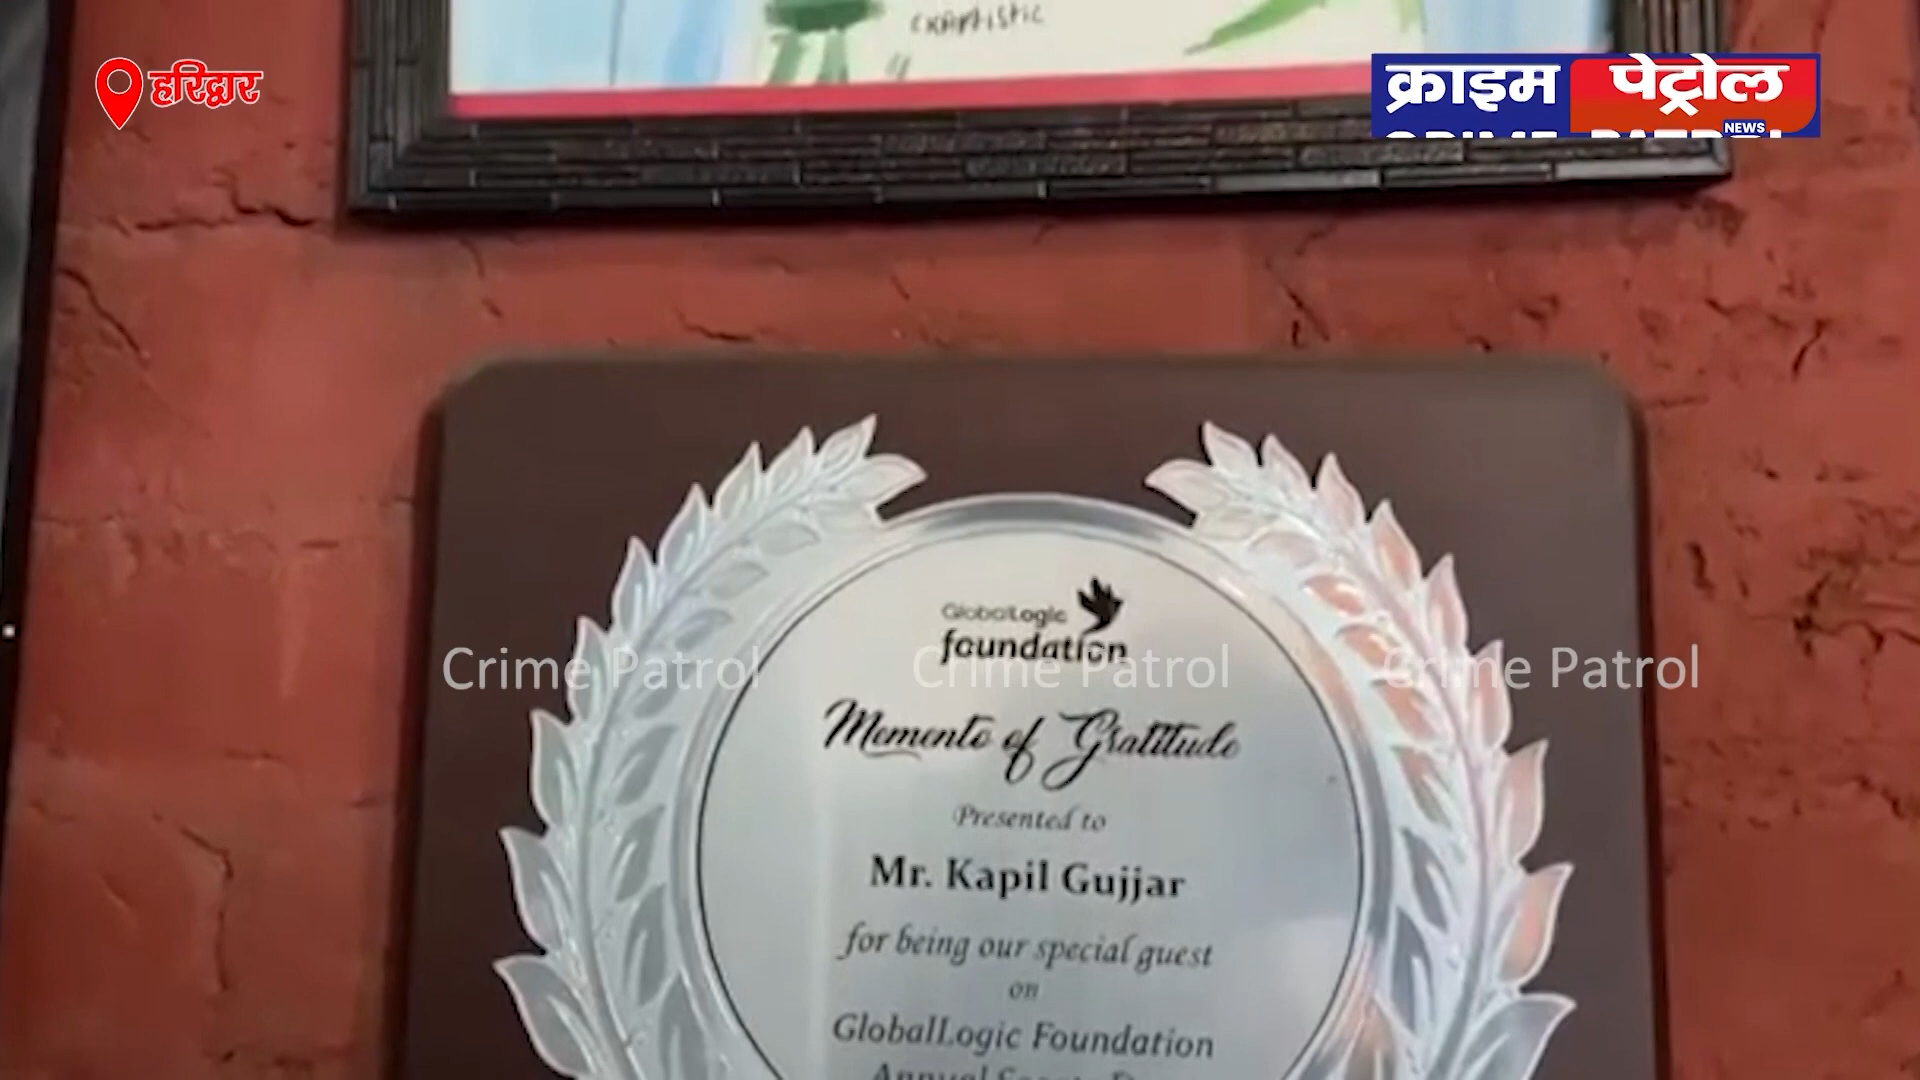 हरिद्वार
क्राइम पेट्रोल
NEWS
GlobalLogic
foundation
Crime Patrol Crime Patrol Crime Patrol
Memento of Gratitude
Presented to
Mr. Kapil Gujjar
for being our special guest
on
GlobalLogic Foundation
Annual